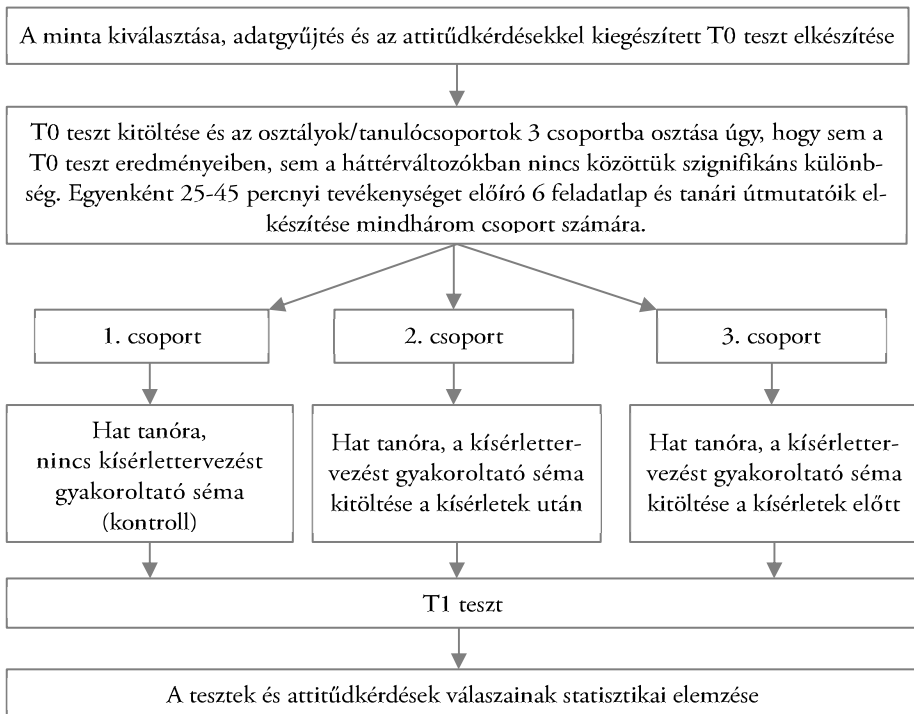 A minta kiválasztása, adatgyűjtés és az attitűdkérdésekkel kiegészített T0 teszt elkészítése
T0 teszt kitöltése és az osztályok/tanulócsoportok 3 csoportba osztása úgy, hogy sem a
T0 teszt eredményeiben, sem a háttérváltozókban nincs közöttük szignifikáns különb-
ség. Egyenként 25-45 percnyi tevékenységet előíró 6 feladatlap és tanári útmutatóik el-
készítése mindhárom csoport számára.
1. csoport
2. csoport
3. csoport
Hat tanóra,
nincs kísérlettervezést
gyakoroltató séma
(kontroll)
Hat tanóra, a kísérletter-
vezést gyakoroltató séma
kitöltése a kísérletek után
Hat tanóra, a kísérletter-
vezést gyakoroltató séma
kitöltése a kísérletek előtt
T1 teszt
A tesztek és attitűdkérdések válaszainak statisztikai elemzése